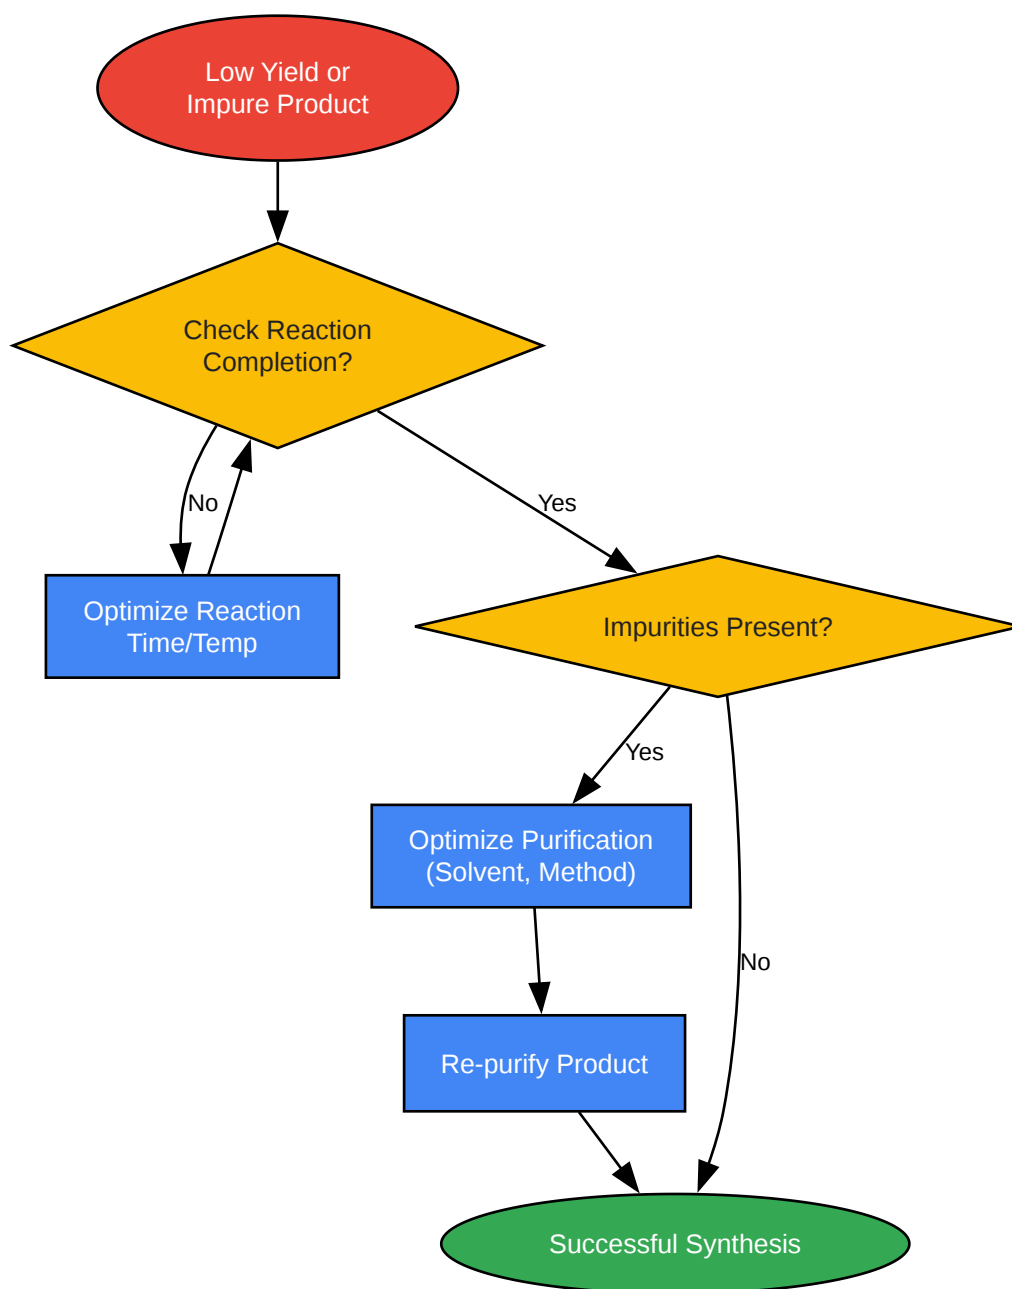 Low Yield or
Impure Product
Check Reaction
Completion?
No
Yes
Optimize Reaction
Time/Temp
Impurities Present?
Yes
Optimize Purification
(Solvent, Method)
No
Re-purify Product
Successful Synthesis